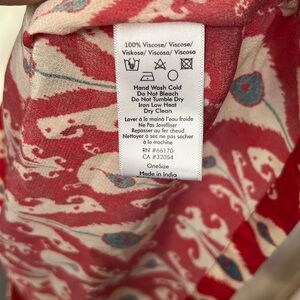 100% Viscose/ Viscose/
Viskose/ Viscosa/ Viscosa
Hand Wash Cold
Do Not Bleach
Do Not Tumble Dry
Iron Low Heat
Dry Clean
Laver à la main à l'eau froide
Ne Pas Javelliser
Repasser au fer chaud
Nettoyer à sec ne pas sécher
à la machine
RN #66170
CA #32054
OneSize
Made in India